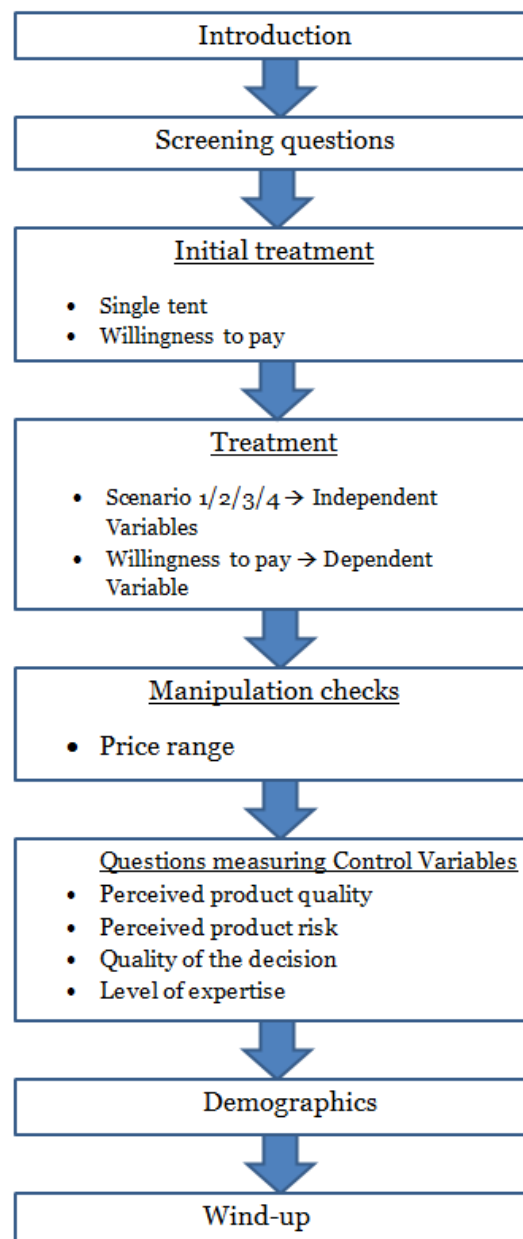 Introduction
Screening questions
Initial treatment
• Single tent
• Willingness to pay
Treatment
• Scenario 1/2/3/4 → Independent
Variables
• Willingness to pay → Dependent
Variable
Manipulation checks
• Price range
Questions measuring Control Variables
• Perceived product quality
• Perceived product risk
• Quality of the decision
• Level of expertise
Demographics
Wind-up